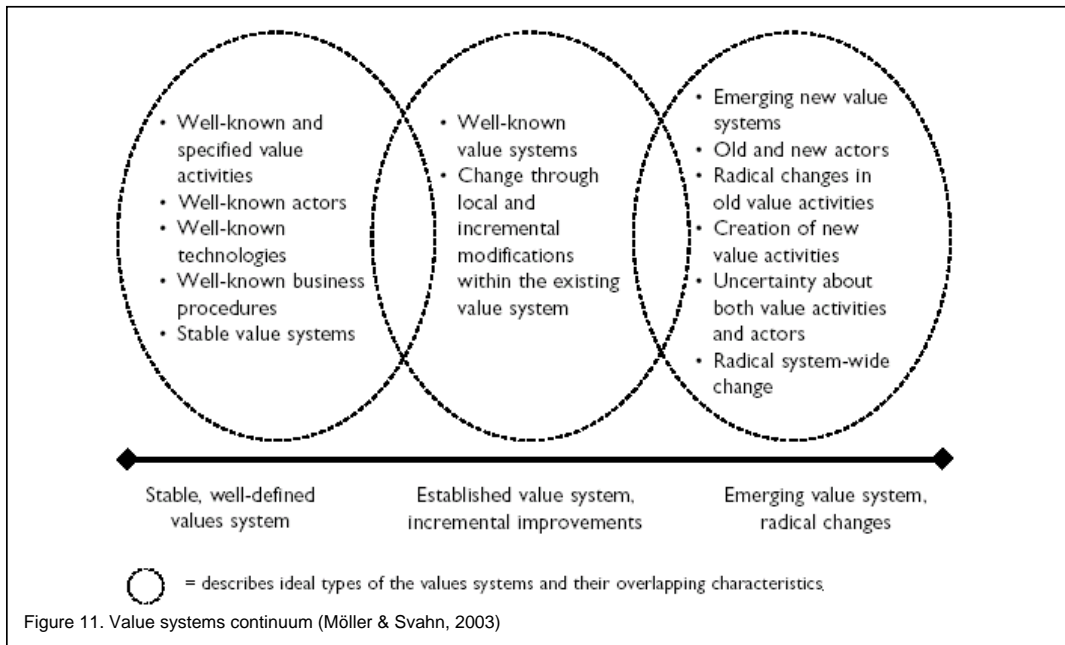 • Well-known and
specified value
activities
• Well-known actors
• Well-known
technologies
• Well-known business
procedures
• Stable value systems
• Well-known
value systems
• Change through
local and
incremental
modifications
within the existing
value system
• Emerging new value
systems
• Old and new actors
• Radical changes in
old value activities
• Creation of new
value activities
• Uncertainty about
both value activities
and actors
• Radical system-wide
change
Stable, well-defined
values system
Established value system,
incremental improvements
Emerging value system,
radical changes
= describes ideal types of the values systems and their overlapping characteristics.
Figure 11. Value systems continuum (Möller & Svahn, 2003)